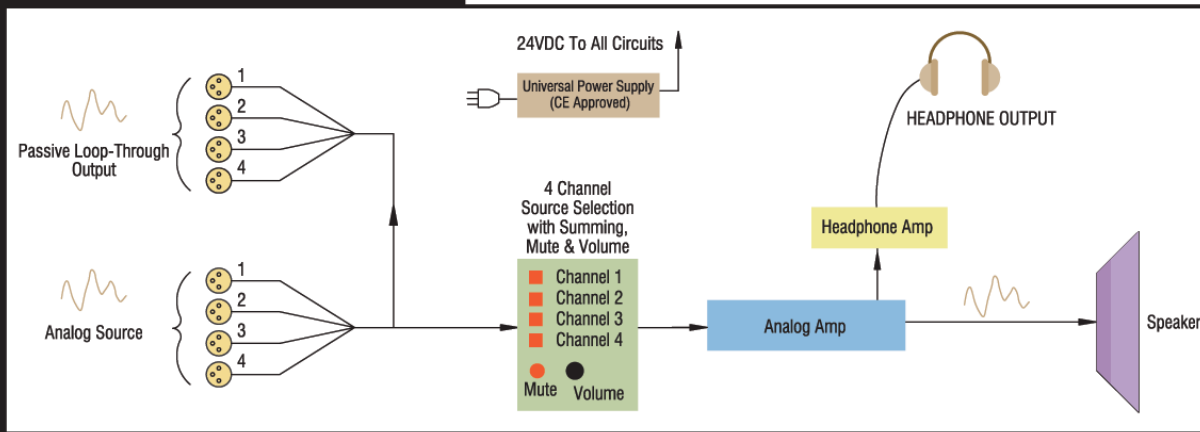 24VDC To All Circuits
Universal Power Supply
(CE Approved)
HEADPHONE OUTPUT
1
2
3
4
Passive Loop-Through
Output
4 Channel
Source Selection
with Summing,
Mute & Volume
Headphone Amp
1
2
3
4
Analog Source
Channel 1
Channel 2
Channel 3
Channel 4
Mute
Volume
Analog Amp
Speaker